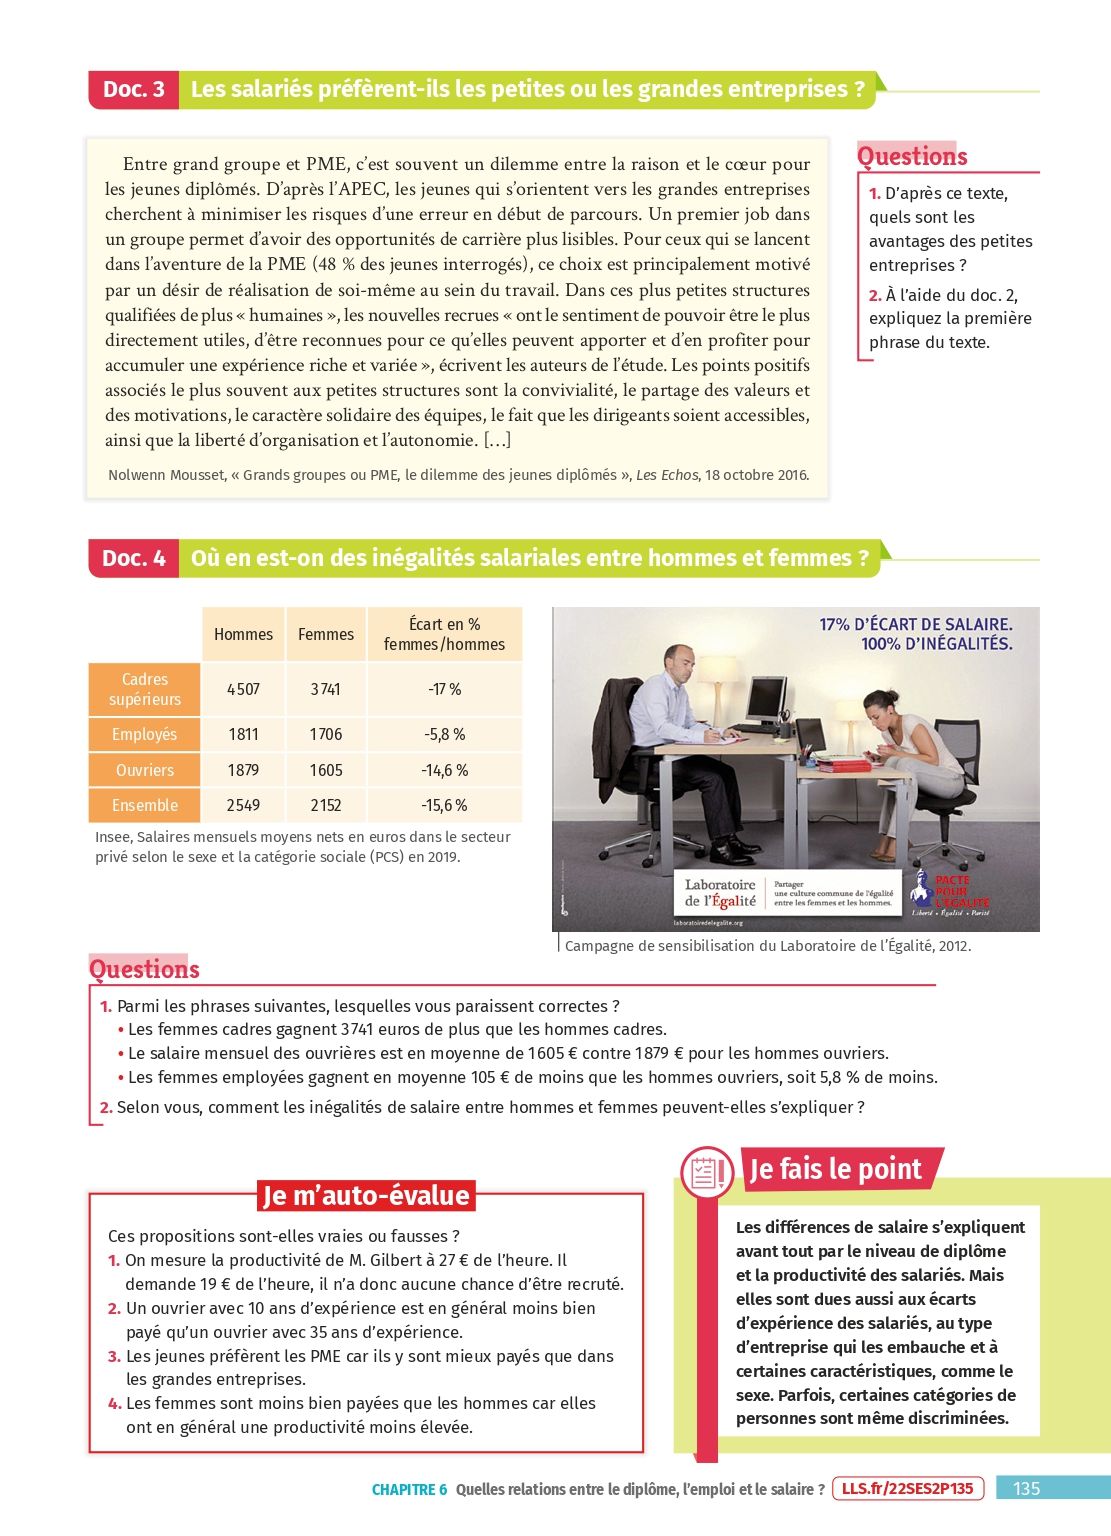 Doc. 3 Les salariés préfèrent-ils les petites ou les grandes entreprises ?
Entre grand groupe et PME, c’est souvent un dilemme entre la raison et le cœur pour
les jeunes diplômés. D’après l’APEC, les jeunes qui s’orientent vers les grandes entreprises
cherchent à minimiser les risques d’une erreur en début de parcours. Un premier job dans
un groupe permet d’avoir des opportunités de carrière plus lisibles. Pour ceux qui se lancent
dans l’aventure de la PME (48 % des jeunes interrogés), ce choix est principalement motivé
par un désir de réalisation de soi-même au sein du travail. Dans ces plus petites structures
qualifiées de plus « humaines », les nouvelles recrues « ont le sentiment de pouvoir être le plus
directement utiles, d’être reconnues pour ce qu’elles peuvent apporter et d’en profiter pour
accumuler une expérience riche et variée », écrivent les auteurs de l’étude. Les points positifs
associés le plus souvent aux petites structures sont la convivialité, le partage des valeurs et
des motivations, le caractère solidaire des équipes, le fait que les dirigeants soient accessibles,
ainsi que la liberté d’organisation et l’autonomie. […]
Nolwenn Mousset, « Grands groupes ou PME, le dilemme des jeunes diplômés », Les Echos, 18 octobre 2016.
Questions
1. D’après ce texte,
quels sont les
avantages des petites
entreprises ?
2. À l’aide du doc. 2,
expliquez la première
phrase du texte.
Doc. 4 Où en est-on des inégalités salariales entre hommes et femmes ?
Hommes Femmes Écart en %
femmes/hommes
Cadres
supérieurs 4 507 3 741 -17 %
Employés 1 811 1 706 -5,8 %
Ouvriers 1 879 1 605 -14,6 %
Ensemble 2 549 2 152 -15,6 %
Insee, Salaires mensuels moyens nets en euros dans le secteur
privé selon le sexe et la catégorie sociale (PCS) en 2019.
17% D’ÉCART DE SALAIRE.
100% D’INÉGALITÉS.
Laboratoire
de l’Égalité
Partager
une culture commune de l’égalité
entre les femmes et les hommes.
laboratoiredelegalite.org
PACTE
POUR
L’ÉGALITÉ
Liberté • Égalité • Parité
Campagne de sensibilisation du Laboratoire de l’Égalité, 2012.
Questions
1. Parmi les phrases suivantes, lesquelles vous paraissent correctes ?
• Les femmes cadres gagnent 3 741 euros de plus que les hommes cadres.
• Le salaire mensuel des ouvrières est en moyenne de 1 605 € contre 1 879 € pour les hommes ouvriers.
• Les femmes employées gagnent en moyenne 105 € de moins que les hommes ouvriers, soit 5,8 % de moins.
2. Selon vous, comment les inégalités de salaire entre hommes et femmes peuvent-elles s’expliquer ?
Je m’auto-évalue
Ces propositions sont-elles vraies ou fausses ?
1. On mesure la productivité de M. Gilbert à 27 € de l’heure. Il
demande 19 € de l’heure, il n’a donc aucune chance d’être recruté.
2. Un ouvrier avec 10 ans d’expérience est en général moins bien
payé qu’un ouvrier avec 35 ans d’expérience.
3. Les jeunes préfèrent les PME car ils y sont mieux payés que dans
les grandes entreprises.
4. Les femmes sont moins bien payées que les hommes car elles
ont en général une productivité moins élevée.
Je fais le point
Les différences de salaire s’expliquent
avant tout par le niveau de diplôme
et la productivité des salariés. Mais
elles sont dues aussi aux écarts
d’expérience des salariés, au type
d’entreprise qui les embauche et à
certaines caractéristiques, comme le
sexe. Parfois, certaines catégories de
personnes sont même discriminées.
CHAPITRE 6 Quelles relations entre le diplôme, l’emploi et le salaire ? LLS.fr/22SES2P135 135